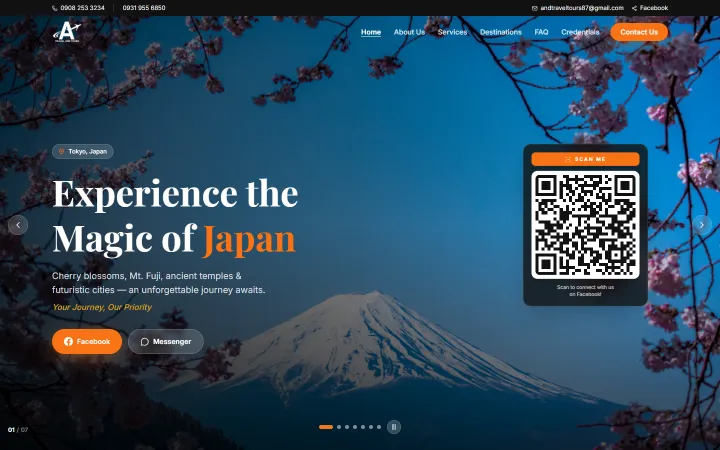 0908 253 3234
0931 955 6850
andtraveltours87@gmail.com
Facebook
Home
About Us
Services
Destinations
FAQ
Credentials
Contact Us
Tokyo, Japan
Experience the
Magic of Japan
Cherry blossoms, Mt. Fuji, ancient temples &
futuristic cities — an unforgettable journey awaits.
Your Journey, Our Priority
Facebook
Messenger
SCAN ME
Scan to connect with us
on Facebook!
01 / 07